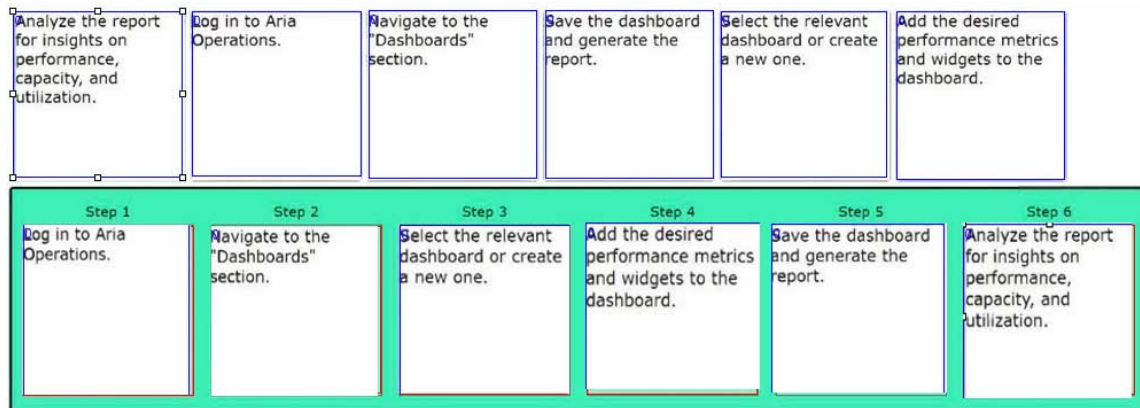 Analyze the report
for insights on
performance,
capacity, and
utilization.
Log in to Aria
Operations.
Navigate to the
"Dashboards"
section.
Save the dashboard
and generate the
report.
Select the relevant
dashboard or create
a new one.
Add the desired
performance metrics
and widgets to the
dashboard.
Step 1
Log in to Aria
Operations.
Step 2
Navigate to the
"Dashboards"
section.
Step 3
Select the relevant
dashboard or create
a new one.
Step 4
Add the desired
performance metrics
and widgets to the
dashboard.
Step 5
Save the dashboard
and generate the
report.
Step 6
Analyze the report
for insights on
performance,
capacity, and
utilization.